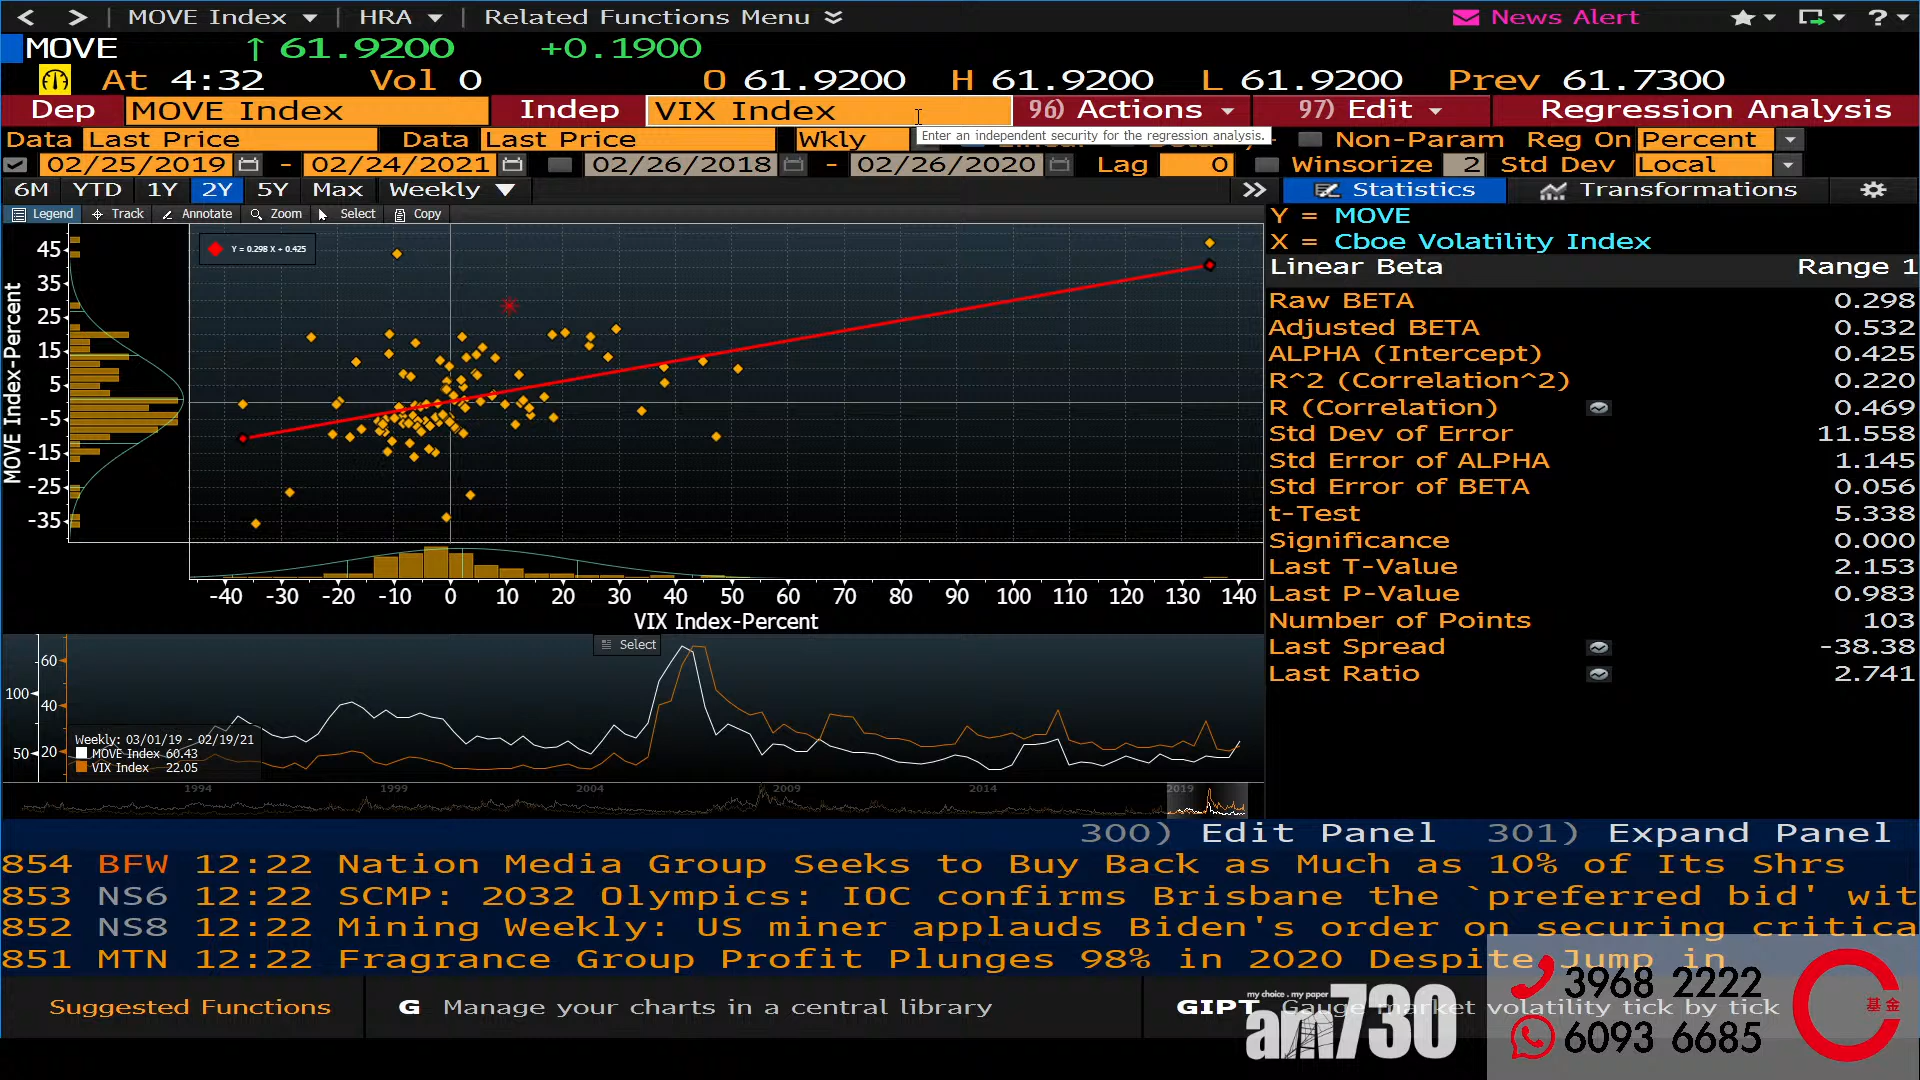 MOVE Index HRA Related Functions Menu News Alert ?
MOVE ↑ 61.9200 +0.1900
At 4:32 Vol 0 O 61.9200 H 61.9200 L 61.9200 Prev 61.7300
Dep MOVE Index Indep VIX Index 96) Actions 97) Edit Regression Analysis
Data Last Price Data Last Price Wkly Non-Param Reg On Percent
Enter an independent security for the regression analysis.
02/25/2019 - 02/24/2021 02/26/2018 - 02/26/2020 Lag 0 Winsorize 2 Std Dev Local
6M YTD 1Y 2Y 5Y Max Weekly Statistics Transformations
Legend Track Annotate Zoom Select Copy
Y = 0.298 X + 0.425
MOVE Index-Percent
45
35
25
15
5
-5
-15
-25
-35
-40 -30 -20 -10 0 10 20 30 40 50 60 70 80 90 100 110 120 130 140
VIX Index-Percent
Select
60
100 40
50 20
Weekly: 03/01/19 - 02/19/21
MOVE Index 60.43
VIX Index 22.05
1994 1999 2004 2009 2014 2019
Y = MOVE
X = Cboe Volatility Index
Linear Beta Range 1
Raw BETA 0.298
Adjusted BETA 0.532
ALPHA (Intercept) 0.425
R^2 (Correlation^2) 0.220
R (Correlation) 0.469
Std Dev of Error 11.558
Std Error of ALPHA 1.145
Std Error of BETA 0.056
t-Test 5.338
Significance 0.000
Last T-Value 2.153
Last P-Value 0.983
Number of Points 103
Last Spread -38.38
Last Ratio 2.741
300) Edit Panel 301) Expand Panel
854 BFW 12:22 Nation Media Group Seeks to Buy Back as Much as 10% of Its Shrs
853 NS6 12:22 SCMP: 2032 Olympics: IOC confirms Brisbane the `preferred bid' wit
852 NS8 12:22 Mining Weekly: US miner applauds Biden's order on securing critica
851 MTN 12:22 Fragrance Group Profit Plunges 98% in 2020 Despite Jump in
Suggested Functions G Manage your charts in a central library GIPT Gauge market volatility tick by tick
my choice . my paper
am730
3968 2222
6093 6685
基金